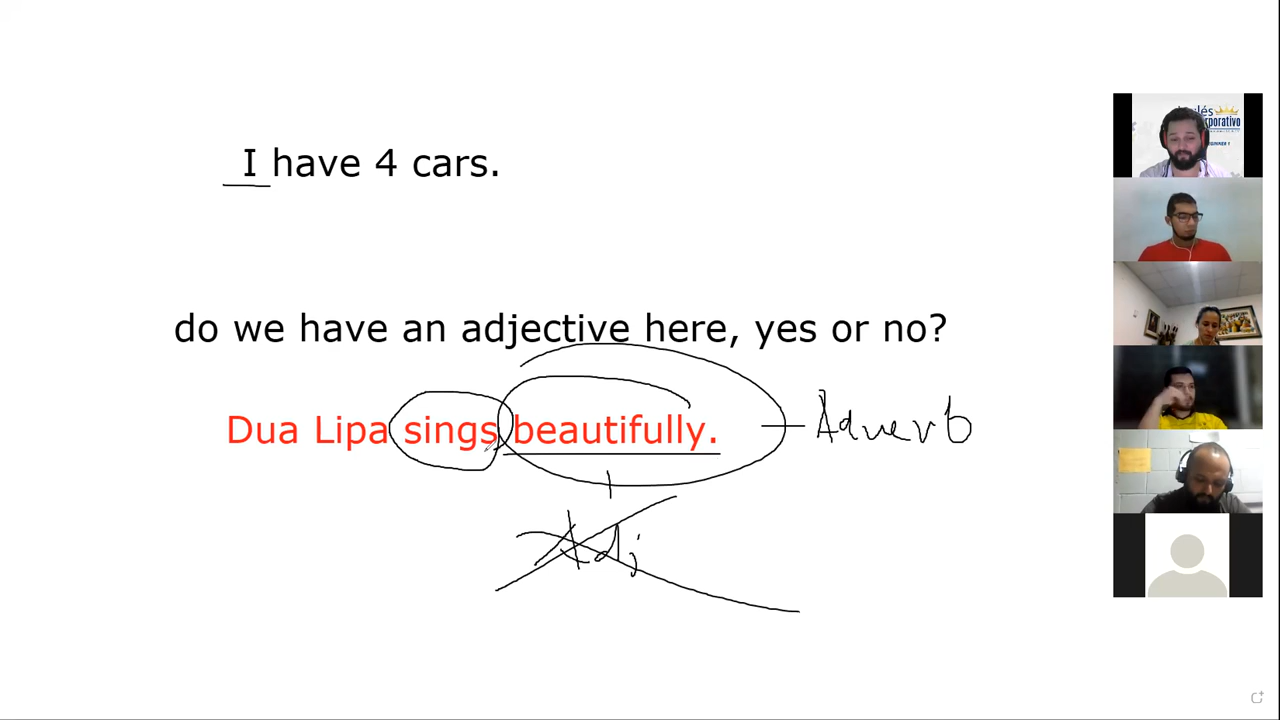 I have 4 cars.
do we have an adjective here, yes or no?
Dua Lipa sings beautifully.
Adverb
Adj